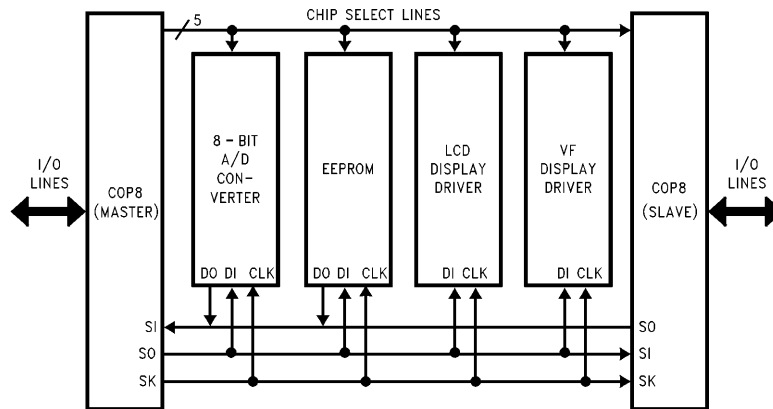 5
CHIP SELECT LINES
I/O
LINES
COP8
(MASTER)
8 - BIT
A/D
CON-
VERTER
DO DI CLK
EEPROM
DO DI CLK
LCD
DISPLAY
DRIVER
DI CLK
VF
DISPLAY
DRIVER
DI CLK
COP8
(SLAVE)
I/O
LINES
SI
SO
SK
SO
SI
SK